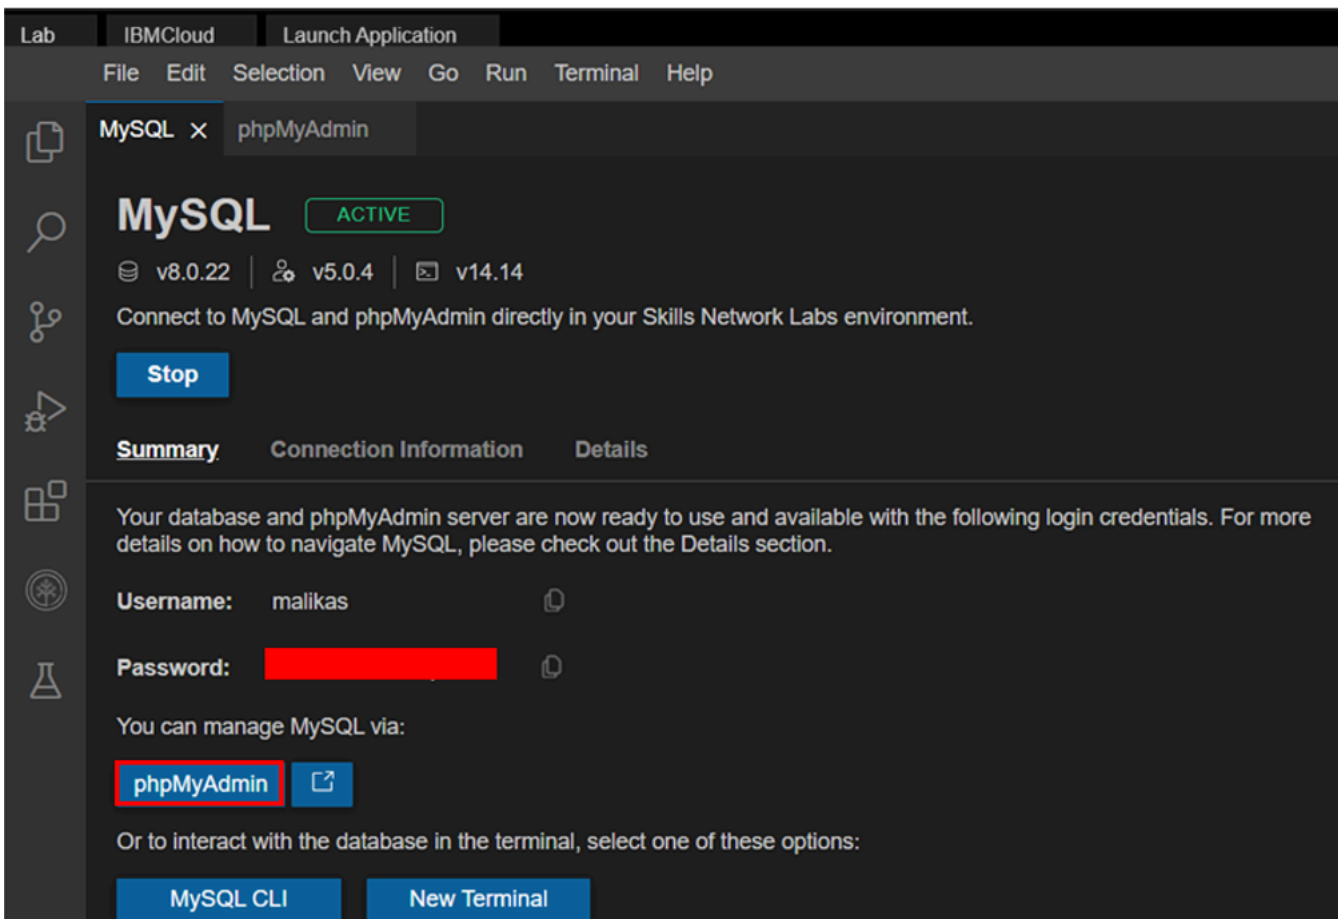 Lab IBMCloud Launch Application
File Edit Selection View Go Run Terminal Help
MySQL × phpMyAdmin
MySQL ACTIVE
v8.0.22 v5.0.4 v14.14
Connect to MySQL and phpMyAdmin directly in your Skills Network Labs environment.
Stop
Summary Connection Information Details
Your database and phpMyAdmin server are now ready to use and available with the following login credentials. For more
details on how to navigate MySQL, please check out the Details section.
Username: malikas
Password:
You can manage MySQL via:
phpMyAdmin
Or to interact with the database in the terminal, select one of these options:
MySQL CLI New Terminal